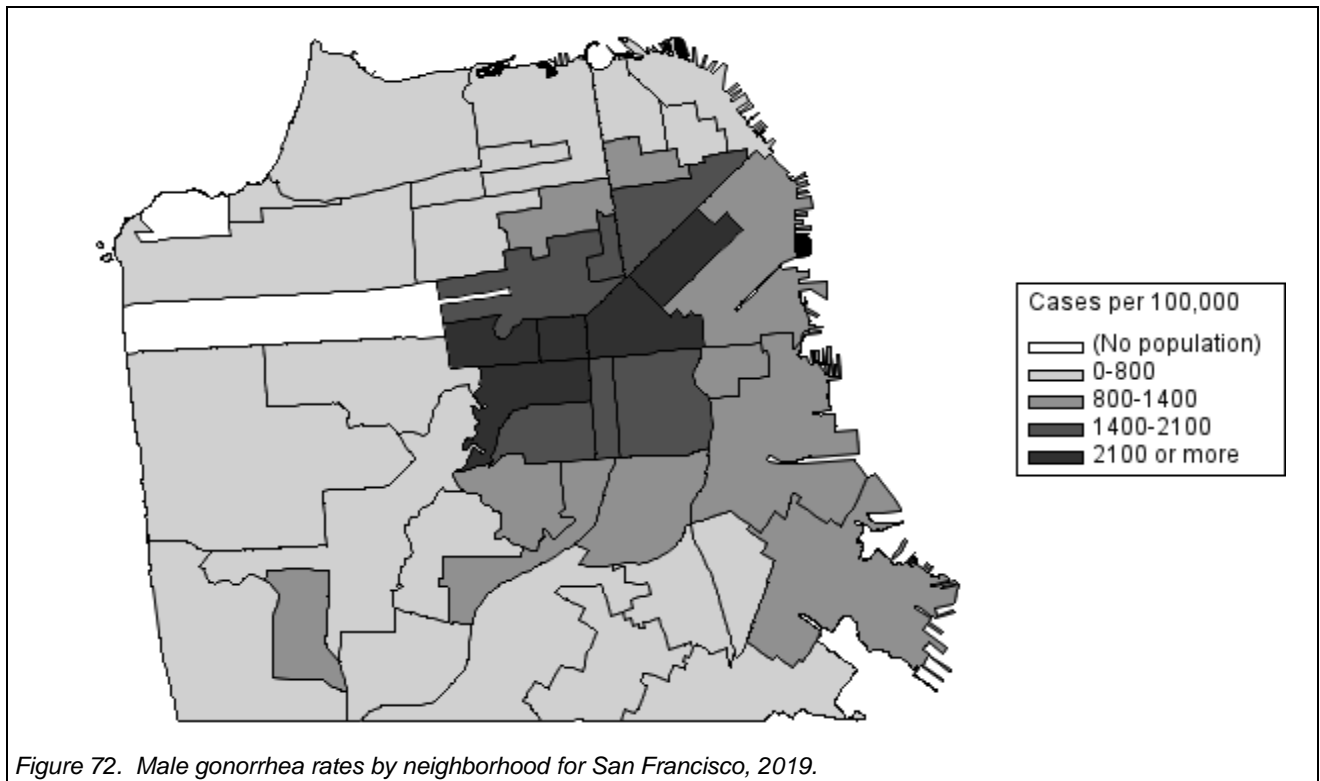 Cases per 100,000
(No population)
0-800
800-1400
1400-2100
2100 or more
Figure 72. Male gonorrhea rates by neighborhood for San Francisco, 2019.